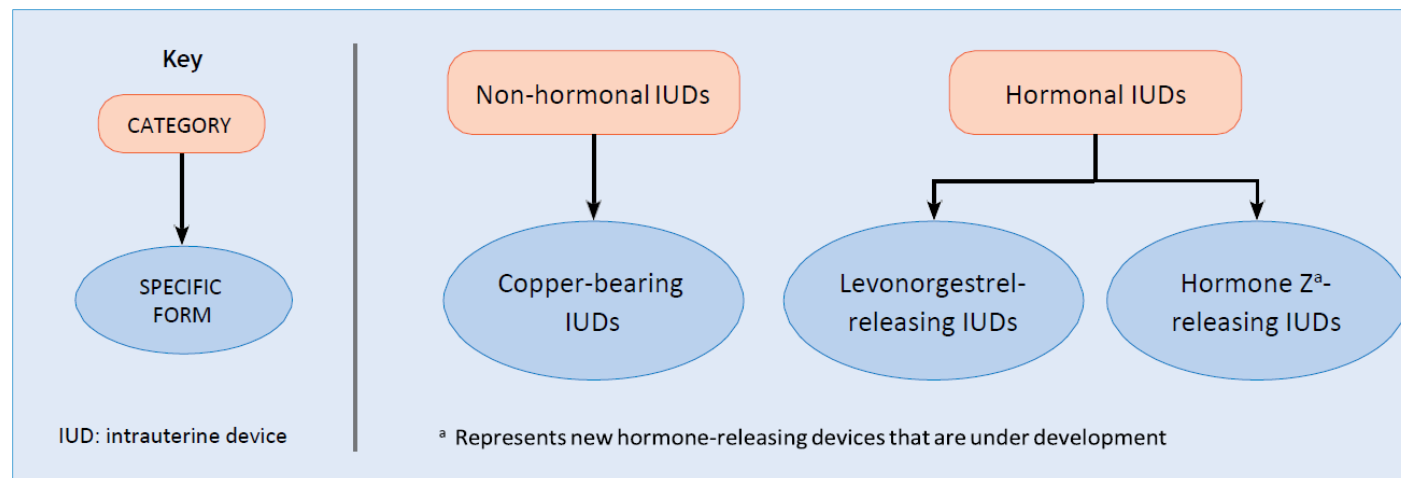 Key
CATEGORY
SPECIFIC
FORM
IUD: intrauterine device
Non-hormonal IUDs
Hormonal IUDs
Copper-bearing
IUDs
Levonorgestrel-
releasing IUDs
Hormone Zᵃ-
releasing IUDs
ᵃ Represents new hormone-releasing devices that are under development